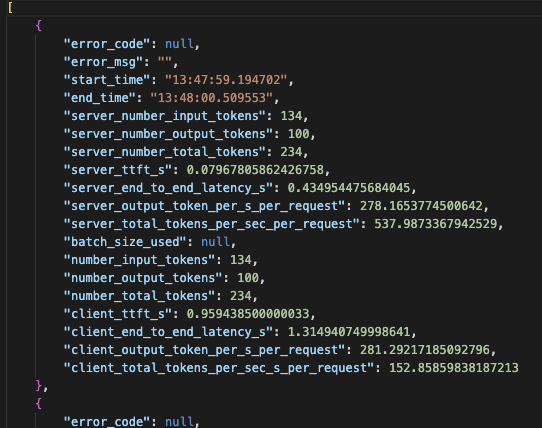 [
{
"error_code": null,
"error_msg": "",
"start_time": "13:47:59.194702",
"end_time": "13:48:00.509553",
"server_number_input_tokens": 134,
"server_number_output_tokens": 100,
"server_number_total_tokens": 234,
"server_ttft_s": 0.07967805862426758,
"server_end_to_end_latency_s": 0.434954475684045,
"server_output_token_per_s_per_request": 278.1653774500642,
"server_total_tokens_per_sec_per_request": 537.9873367942529,
"batch_size_used": null,
"number_input_tokens": 134,
"number_output_tokens": 100,
"number_total_tokens": 234,
"client_ttft_s": 0.959438500000033,
"client_end_to_end_latency_s": 1.314940749998641,
"client_output_token_per_s_per_request": 281.29217185092796,
"client_total_tokens_per_sec_s_per_request": 152.85859838187213
},
{
"error_code": null,